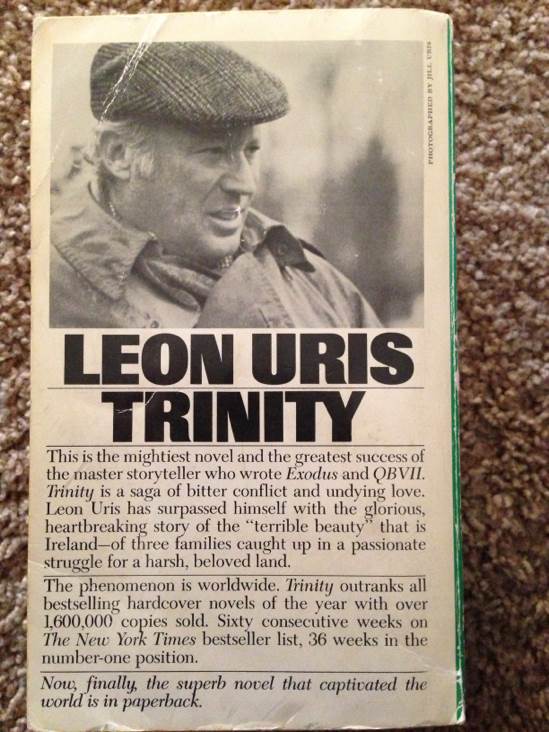 PHOTOGRAPHED BY JILL URIS
LEON URIS
TRINITY
This is the mightiest novel and the greatest success of
the master storyteller who wrote Exodus and QBVII.
Trinity is a saga of bitter conflict and undying love.
Leon Uris has surpassed himself with the glorious,
heartbreaking story of the “terrible beauty” that is
Ireland—of three families caught up in a passionate
struggle for a harsh, beloved land.
The phenomenon is worldwide. Trinity outranks all
bestselling hardcover novels of the year with over
1,600,000 copies sold. Sixty consecutive weeks on
The New York Times bestseller list, 36 weeks in the
number-one position.
Now, finally, the superb novel that captivated the
world is in paperback.